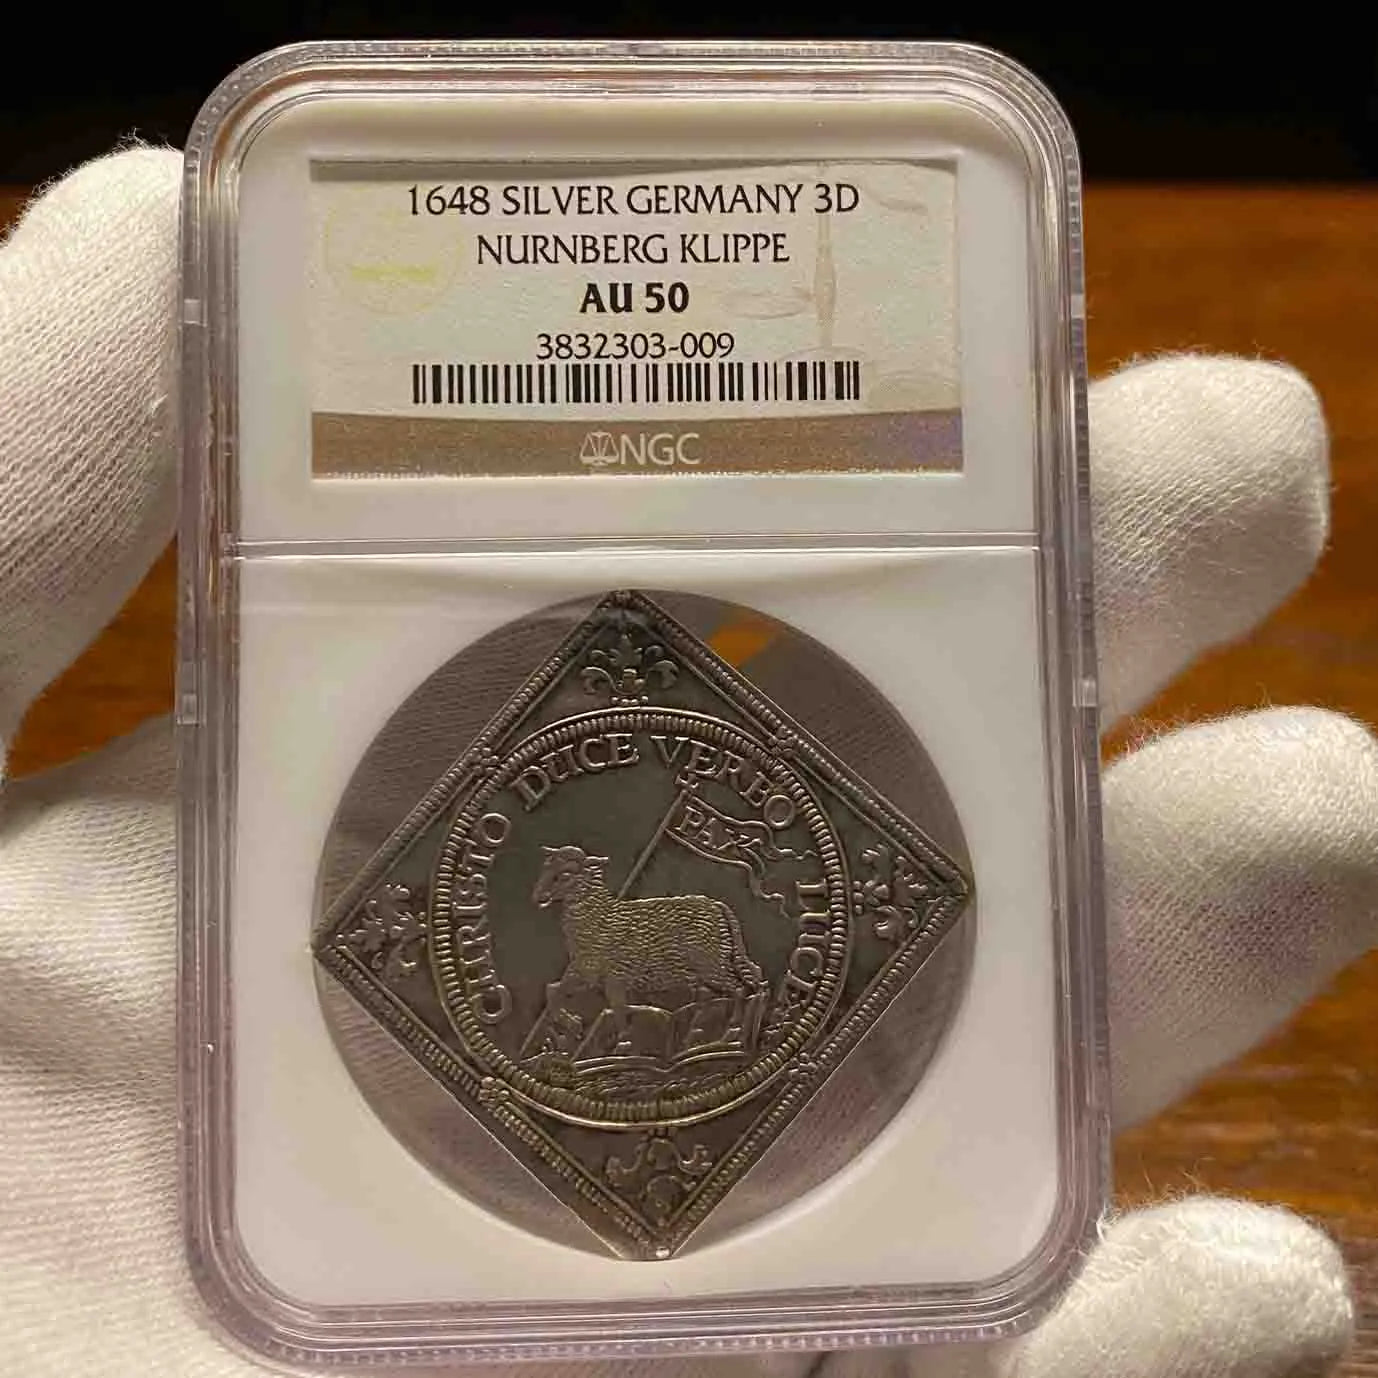 1648 SILVER GERMANY 3D
NURNBERG KLIPPE
AU 50
3832303-009
NGC
CHRISTO DUCE VERBO LUCE
PAX